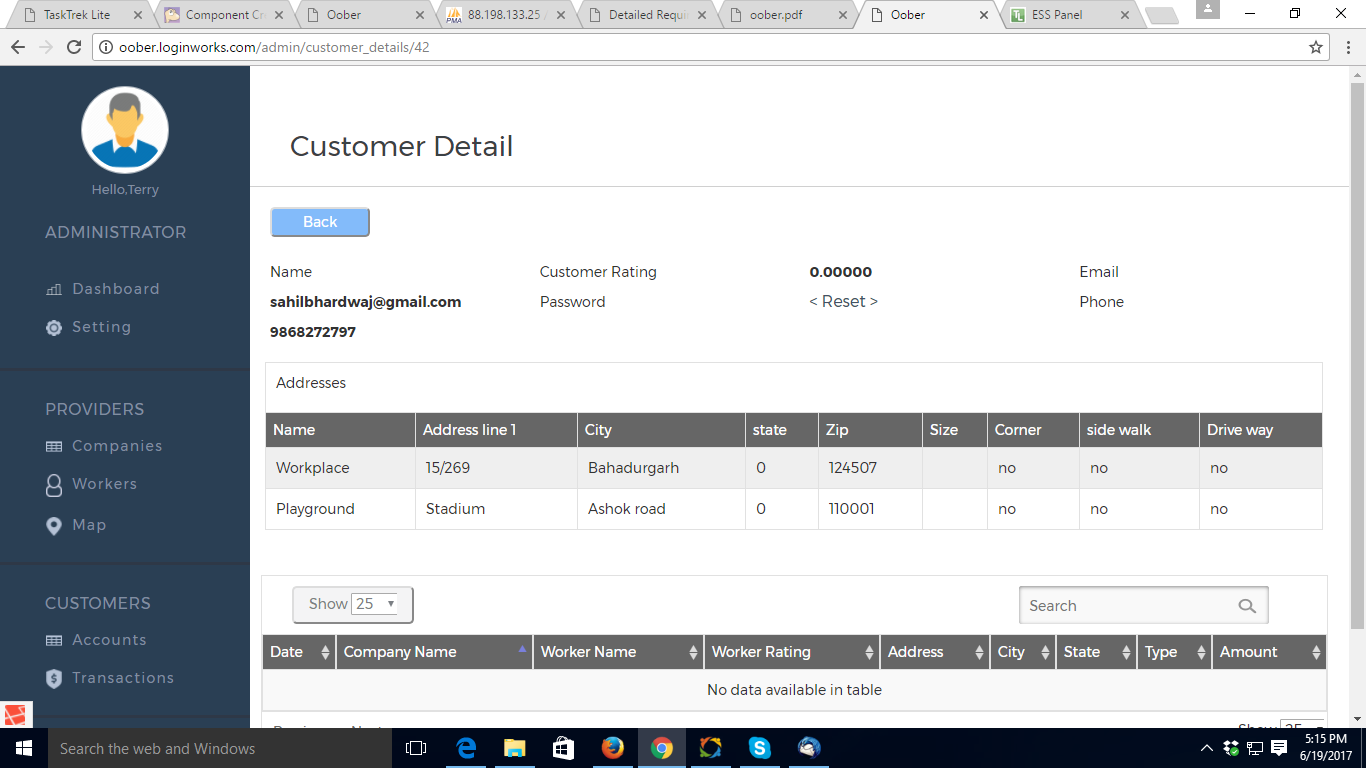 TaskTrek Lite Component Cr Oober 88.198.133.25 / Detailed Requi oober.pdf Oober ESS Panel
oober.loginworks.com/admin/customer_details/42
Hello,Terry
ADMINISTRATOR
Dashboard
Setting
PROVIDERS
Companies
Workers
Map
CUSTOMERS
Accounts
Transactions
Customer Detail
Back
Name Customer Rating 0.00000 Email
sahilbhardwaj@gmail.com Password < Reset > Phone
9868272797
Addresses
Name Address line 1 City state Zip Size Corner side walk Drive way
Workplace 15/269 Bahadurgarh 0 124507 no no no
Playground Stadium Ashok road 0 110001 no no no
Show 25 Search
Date Company Name Worker Name Worker Rating Address City State Type Amount
No data available in table
Search the web and Windows
5:15 PM
6/19/2017